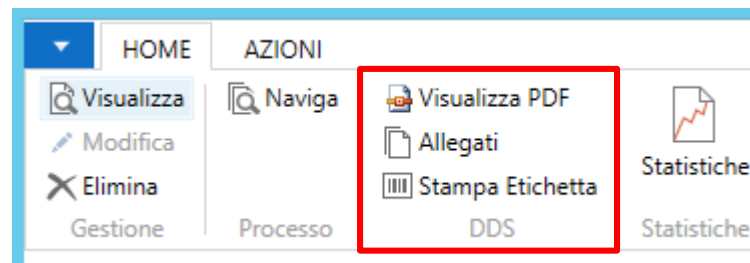 HOME AZIONI
Visualizza Naviga Visualizza PDF
Modifica Allegati
Statistiche
Elimina Stampa Etichetta
Gestione Processo DDS Statistiche